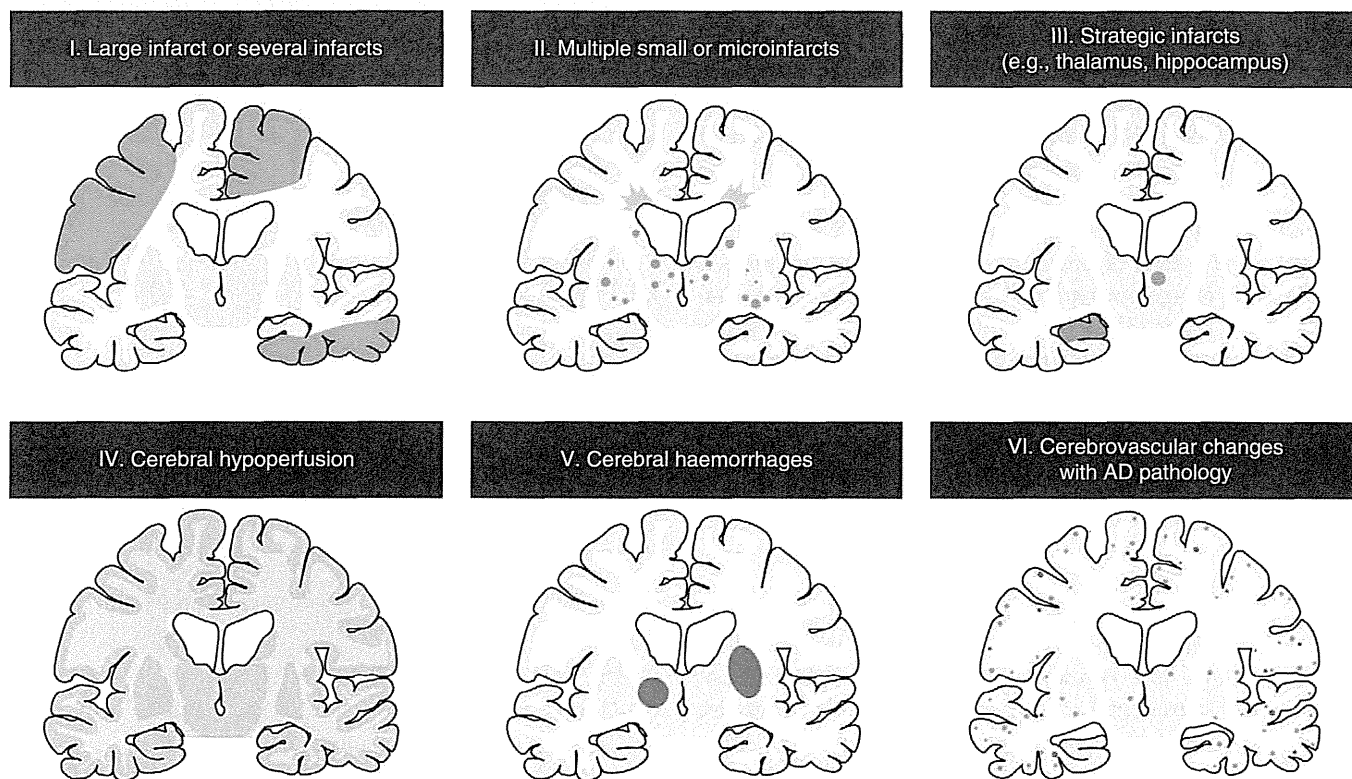 I. Large infarct or several infarcts
II. Multiple small or microinfarcts
III. Strategic infarcts
(e.g., thalamus, hippocampus)
IV. Cerebral hypoperfusion
V. Cerebral haemorrhages
VI. Cerebrovascular changes
with AD pathology